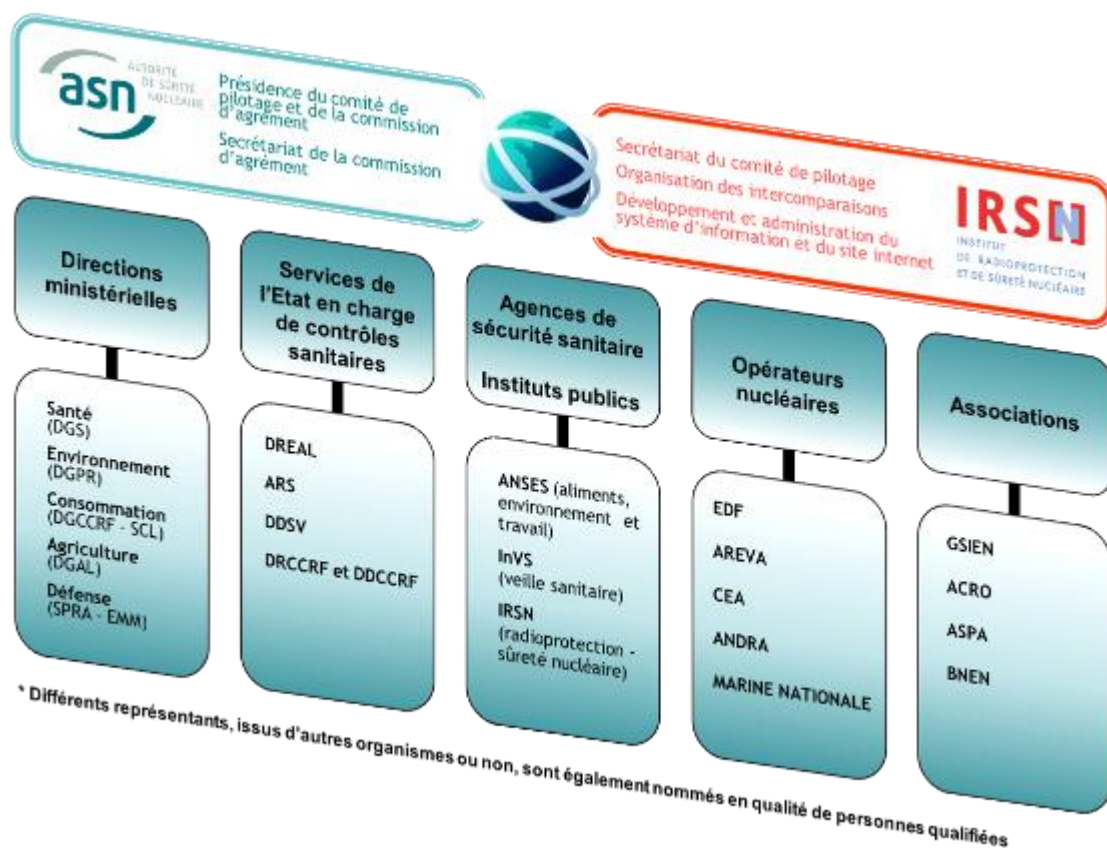 asn
AUTORITÉ
DE SÛRETÉ
NUCLÉAIRE
Présidence du comité de
pilotage et de la commission
d'agrément
Secrétariat de la commission
d'agrément
Secrétariat du comité de pilotage
Organisation des intercomparaisons
Développement et administration du
système d'information et du site internet
IRSN
INSTITUT
DE RADIOPROTECTION
ET DE SÛRETÉ NUCLÉAIRE
Directions
ministérielles
Santé
(DGS)
Environnement
(DGPR)
Consommation
(DGCCRF - SCL)
Agriculture
(DGAL)
Défense
(SPRA - EMM)
Services de
l'Etat en charge
de contrôles
sanitaires
DREAL
ARS
DDSV
DRCCRF et DDCCRF
Agences de
sécurité sanitaire
Instituts publics
ANSES (aliments,
environnement et
travail)
InVS
(veille sanitaire)
IRSN
(radioprotection -
sûreté nucléaire)
Opérateurs
nucléaires
EDF
AREVA
CEA
ANDRA
MARINE NATIONALE
Associations
GSIEN
ACRO
ASPA
BNEN
* Différents représentants, issus d'autres organismes ou non, sont également nommés en qualité de personnes qualifiées